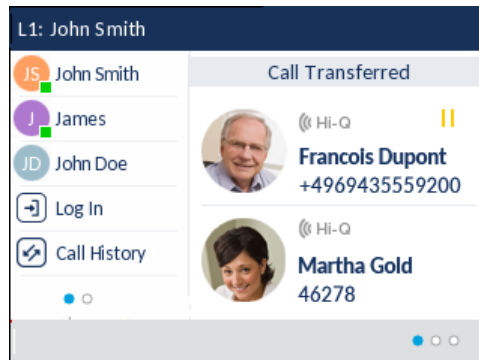 L1: John Smith
JS John Smith
J James
JD John Doe
Log In
Call History
Call Transferred
Hi-Q
Francois Dupont
+4969435559200
Hi-Q
Martha Gold
46278